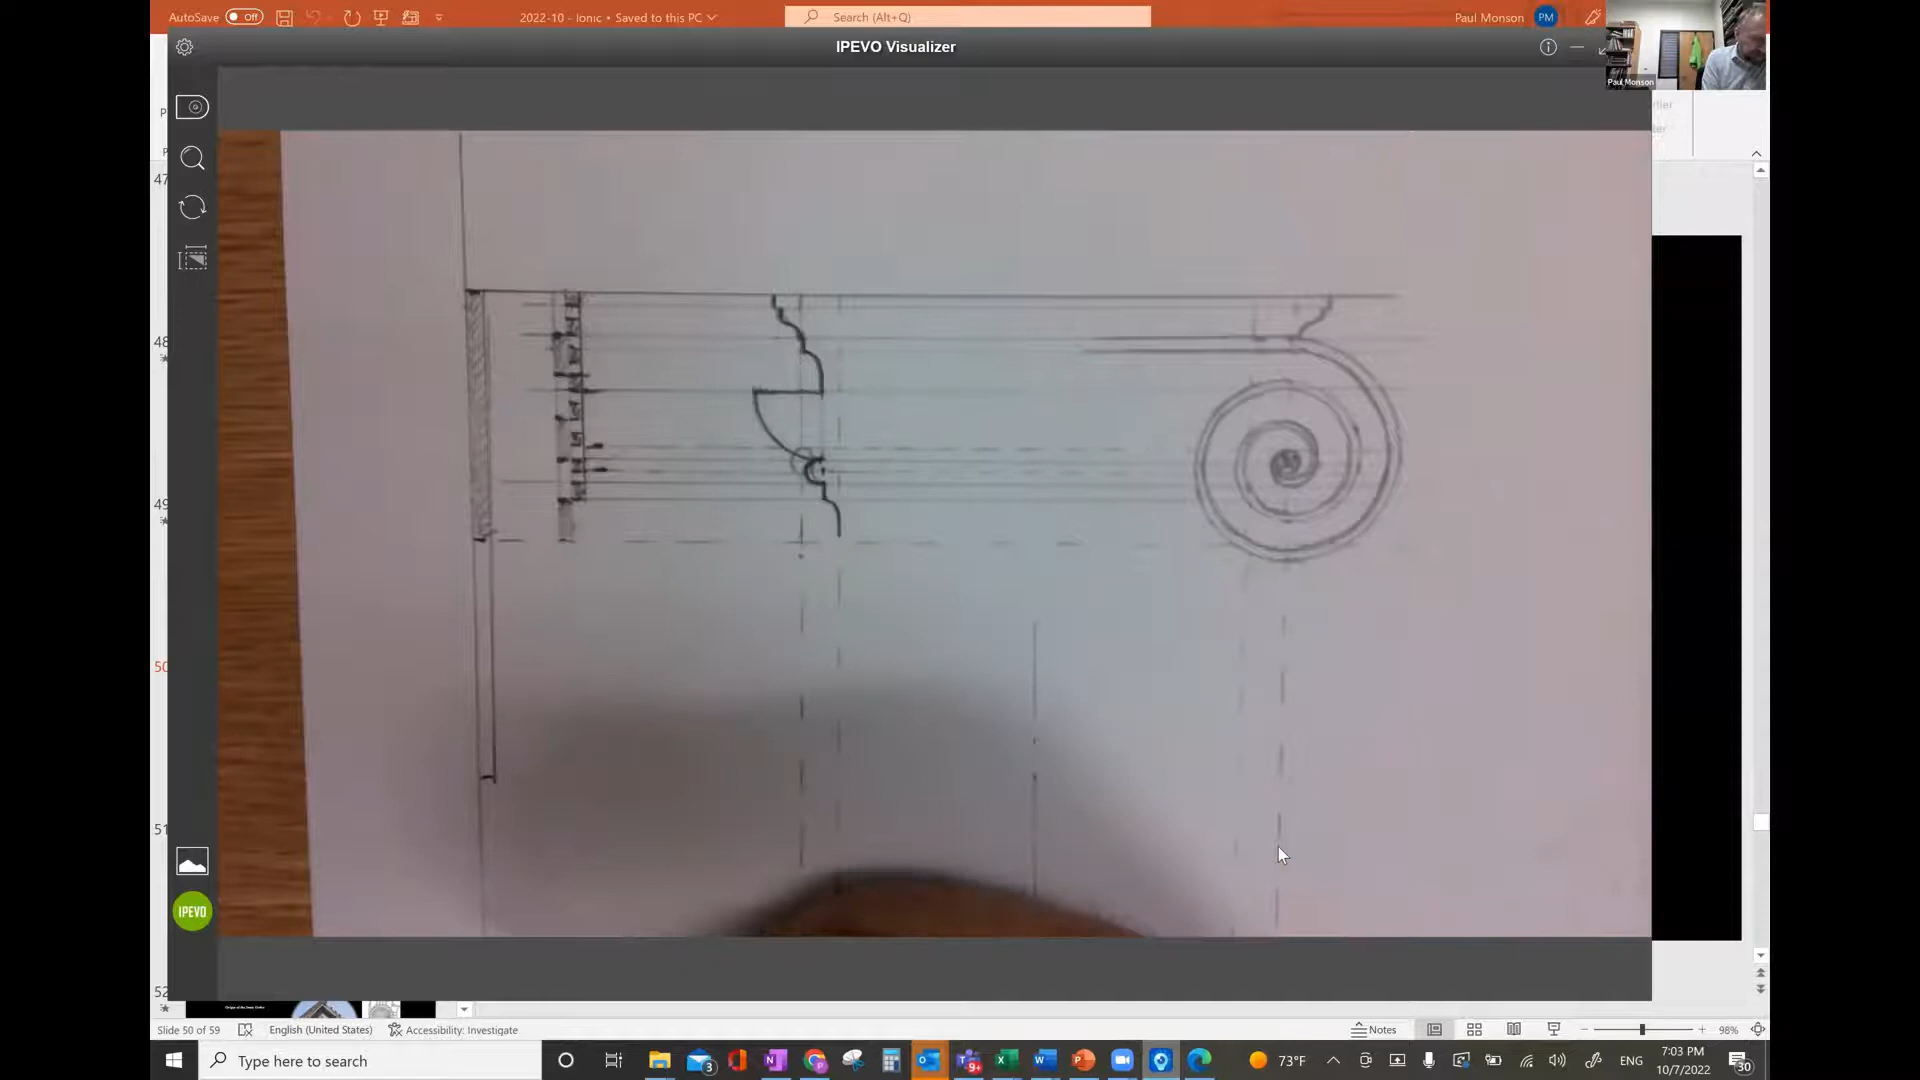 AutoSave Off
2022-10 - Ionic • Saved to this PC
Search (Alt+Q)
Paul Monson PM
IPEVO Visualizer
Paul Monson
47
48
49
50
51
52
IPEVO
Slide 50 of 59 English (United States) Accessibility: Investigate Notes 98%
Type here to search
3
9+
73°F
ENG
7:03 PM
10/7/2022
30